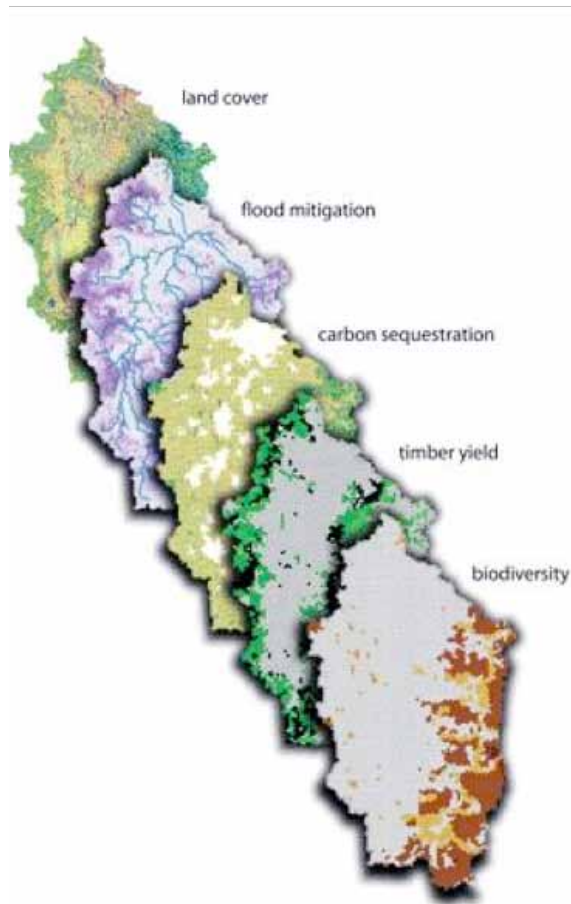 land cover
flood mitigation
carbon sequestration
timber yield
biodiversity